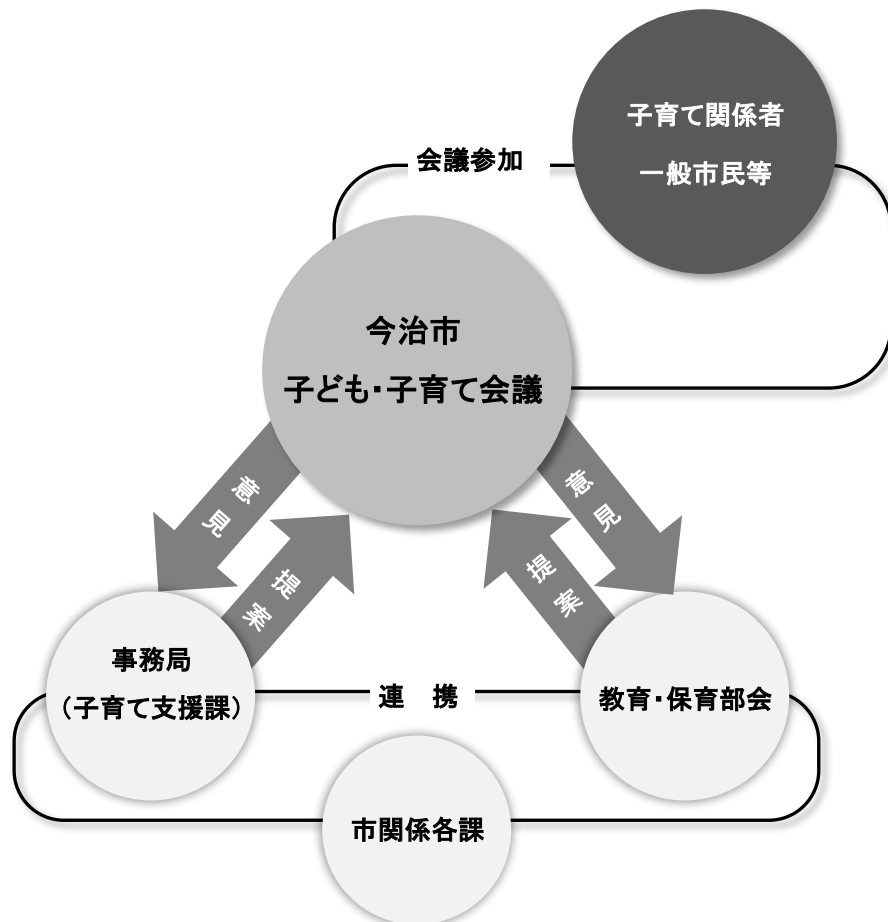 子育て関係者
一般市民等
会議参加
今治市
子ども・子育て会議
意見
提案
意見
提案
事務局
（子育て支援課）
連　携
教育・保育部会
市関係各課